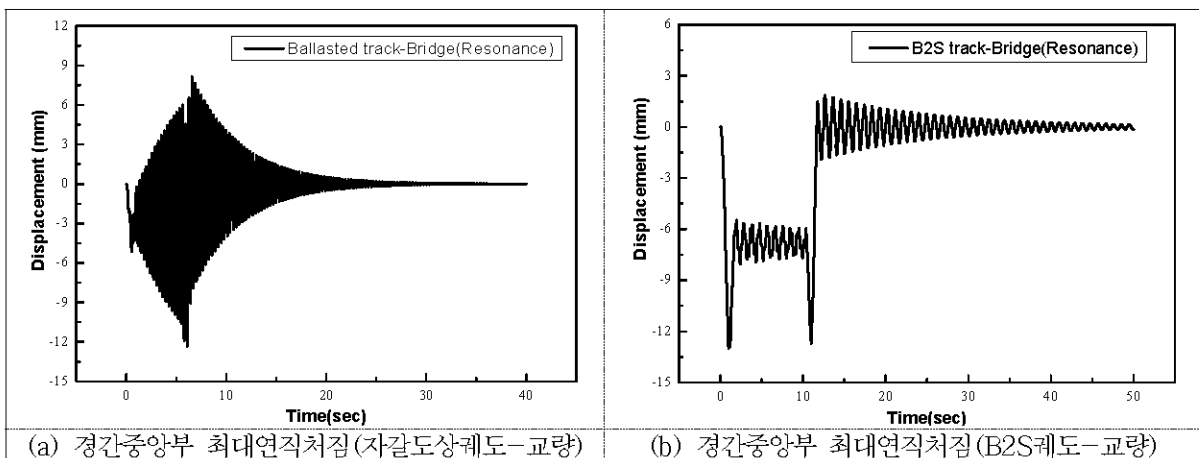 12
9
6
3
0
-3
-6
-9
-12
-15
Displacement (mm)
Ballasted track-Bridge(Resonance)
0 10 20 30 40
Time(sec)
(a) 경간중앙부 최대연직처짐(자갈도상궤도-교량)
6
3
0
-3
-6
-9
-12
-15
Displacement (mm)
B2S track-Bridge(Resonance)
0 10 20 30 40 50
Time(sec)
(b) 경간중앙부 최대연직처짐(B2S궤도-교량)